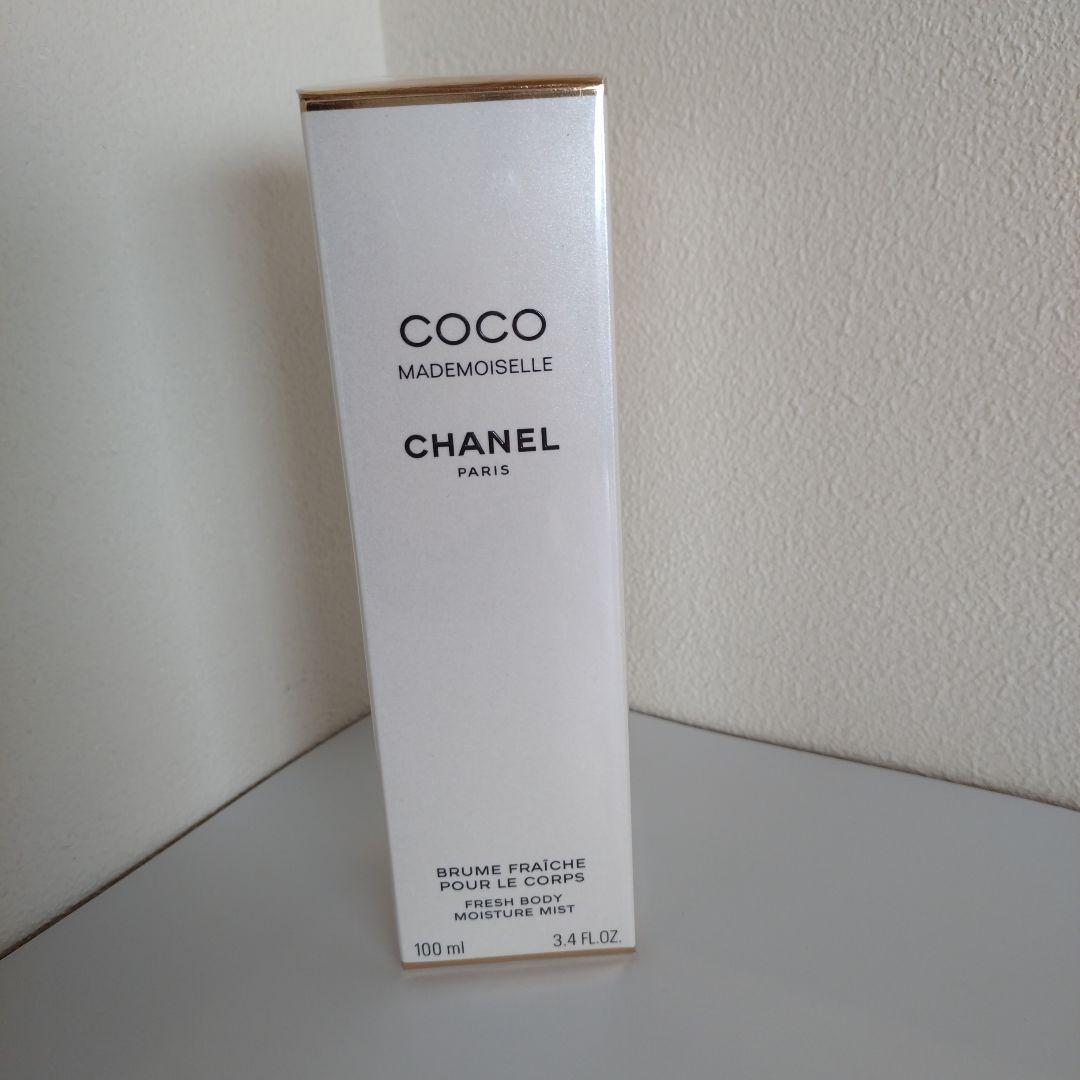 COCO
MADEMOISELLE
CHANEL
PARIS
BRUME FRAÎCHE
POUR LE CORPS
FRESH BODY
MOISTURE MIST
100 ml 3.4 FL.OZ.